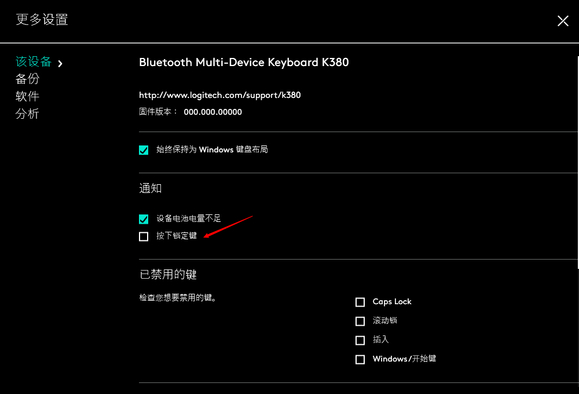 更多设置
该设备
备份
软件
分析
Bluetooth Multi-Device Keyboard K380
http://www.logitech.com/support/k380
固件版本： 000.000.00000
始终保持为 Windows 键盘布局
通知
设备电池电量不足
按下锁定键
已禁用的键
检查您想要禁用的键。
Caps Lock
滚动锁
插入
Windows/开始键